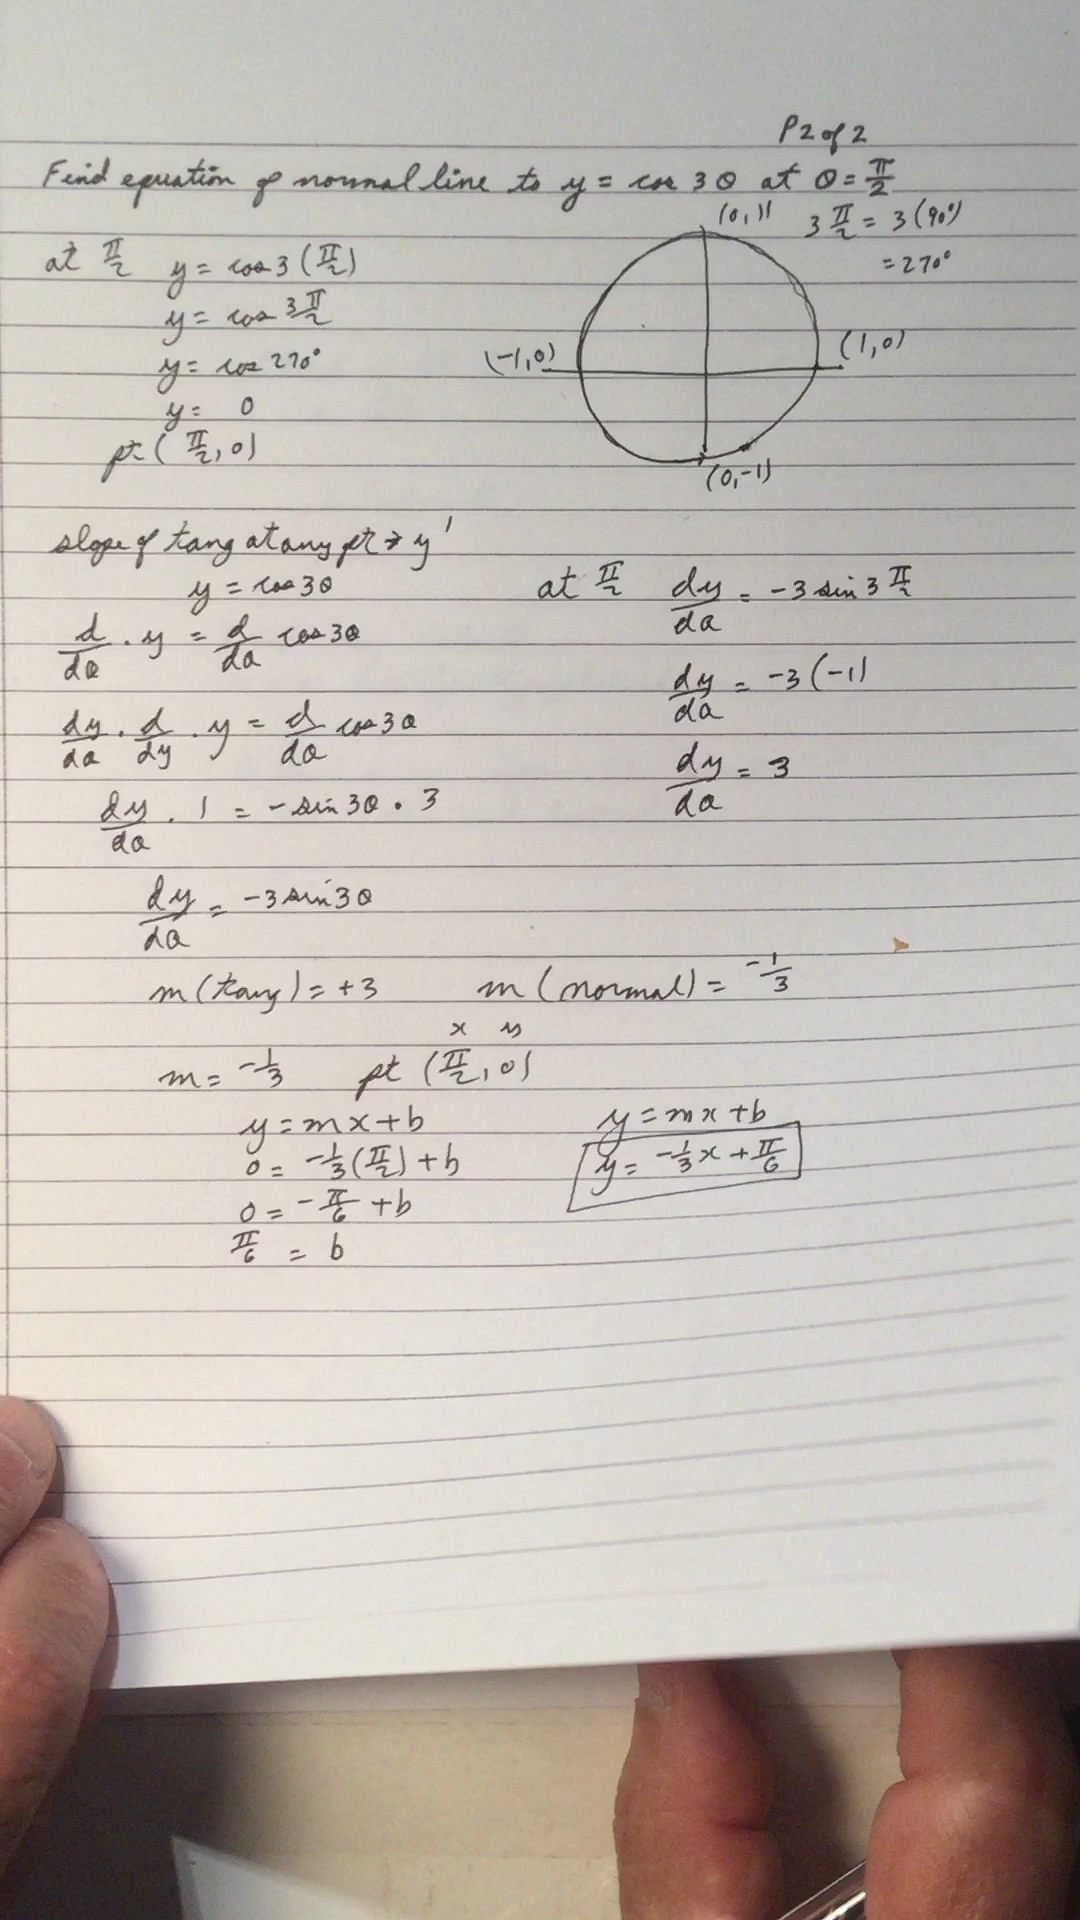 P2 of 2
Find equation of normal line to y = cos 3θ at θ = π/2
(0,1) 3 π/2 = 3(90°)
= 270°
at π/2 y = cos 3(π/2)
y = cos 3π/2
y = cos 270°
y = 0
pt (π/2, 0)
(-1,0) (1,0)
(0,-1)
slope of tang at any pt → y'
y = cos 3θ
d/dθ · y = d/dθ cos 3θ
dy/dθ · d/dy · y = d/dθ cos 3θ
dy/dθ · 1 = - sin 3θ · 3
dy/dθ = -3 sin 3θ
at π/2 dy/dθ = -3 sin 3 π/2
dy/dθ = -3(-1)
dy/dθ = 3
m(tang) = +3 m(normal) = -1/3
x y
m = -1/3 pt (π/2, 0)
y = mx + b
0 = -1/3(π/2) + b
0 = -π/6 + b
π/6 = b
y = mx + b
y = -1/3x + π/6